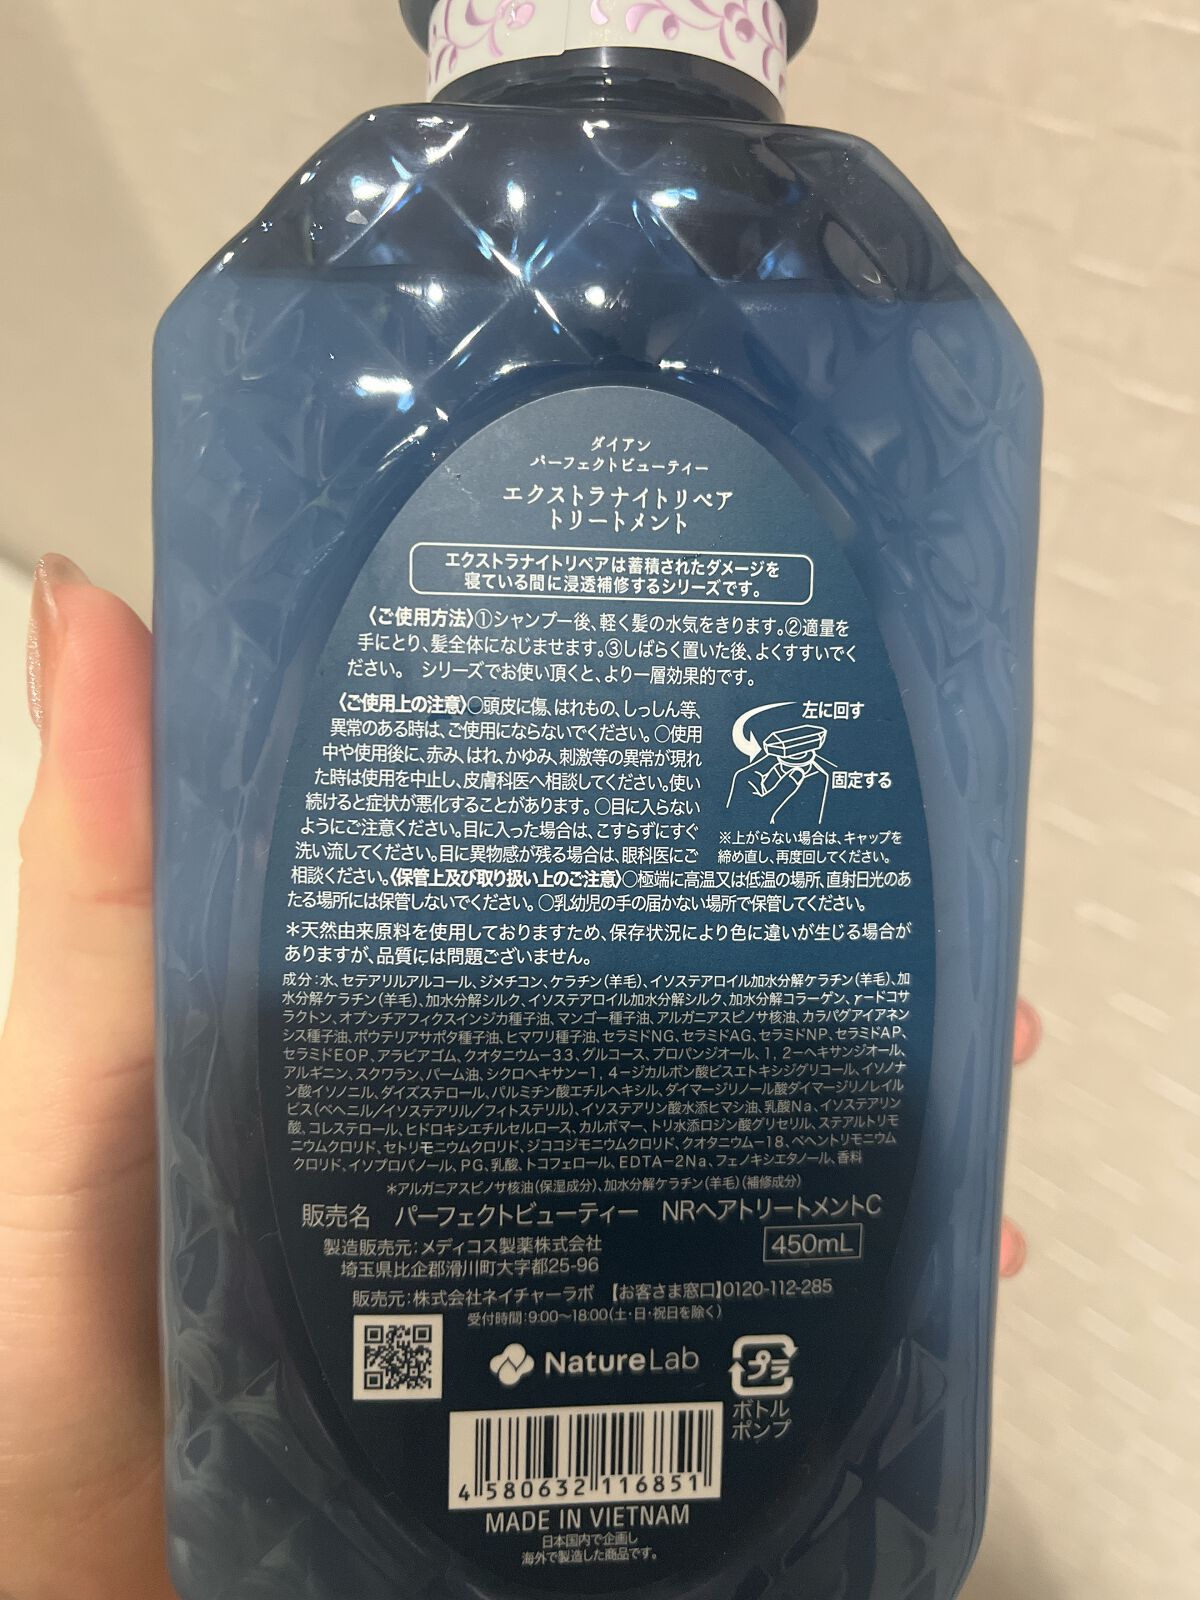 ダイアン
パーフェクトビューティー
エクストラナイトリペア
トリートメント
エクストラナイトリペアは蓄積されたダメージを
寝ている間に浸透補修するシリーズです。
〈ご使用方法〉①シャンプー後、軽く髪の水気をきります。②適量を
手にとり、髪全体になじませます。③しばらく置いた後、よくすすいでく
ださい。 シリーズでお使い頂くと、より一層効果的です。
〈ご使用上の注意〉○頭皮に傷、はれもの、しっしん等、
異常のある時は、ご使用にならないでください。○使用
中や使用後に、赤み、はれ、かゆみ、刺激等の異常が現れ
た時は使用を中止し、皮膚科医へ相談してください。使い
続けると症状が悪化することがあります。○目に入らない
ようにご注意ください。目に入った場合は、こすらずにすぐ
洗い流してください。目に異物感が残る場合は、眼科医にご
相談ください。〈保管上及び取り扱い上のご注意〉○極端に高温又は低温の場所、直射日光のあ
たる場所には保管しないでください。○乳幼児の手の届かない場所で保管してください。
左に回す
固定する
※上がらない場合は、キャップを
締め直し、再度回してください。
＊天然由来原料を使用しておりますため、保存状況により色に違いが生じる場合が
ありますが、品質には問題ございません。
成分:水、セテアリルアルコール、ジメチコン、ケラチン(羊毛)、イソステアロイル加水分解ケラチン(羊毛)、加
水分解ケラチン(羊毛)、加水分解シルク、イソステアロイル加水分解シルク、加水分解コラーゲン、γ-ドコサ
ラクトン、オプンチアフィクスインジカ種子油、マンゴー種子油、アルガニアスピノサ核油、カラパグアイアネン
シス種子油、ポウテリアサポタ種子油、ヒマワリ種子油、セラミドNG、セラミドAG、セラミドNP、セラミドAP、
セラミドEOP、アラビアゴム、クオタニウム-33、グルコース、プロパンジオール、1,2-ヘキサンジオール、
アルギニン、スクワラン、パーム油、シクロヘキサン-1,4-ジカルボン酸ビスエトキシジグリコール、イソノナ
ン酸イソノニル、ダイズステロール、パルミチン酸エチルヘキシル、ダイマージリノール酸ダイマージリノレイル
ビス(ベヘニル/イソステアリル/フィトステリル)、イソステアリン酸水添ヒマシ油、乳酸Na、イソステアリン
酸、コレステロール、ヒドロキシエチルセルロース、カルボマー、トリ水添ロジン酸グリセリル、ステアルトリモ
ニウムクロリド、セトリモニウムクロリド、ジココジモニウムクロリド、クオタニウム-18、ベヘントリモニウム
クロリド、イソプロパノール、PG、乳酸、トコフェロール、EDTA-2Na、フェノキシエタノール、香料
＊アルガニアスピノサ核油(保湿成分)、加水分解ケラチン(羊毛)(補修成分)
販売名 パーフェクトビューティー NRヘアトリートメントC
製造販売元:メディコス製薬株式会社
埼玉県比企郡滑川町大字都25-96
450mL
販売元:株式会社ネイチャーラボ 【お客さま窓口】0120-112-285
受付時間:9:00〜18:00(土・日・祝日を除く)
NatureLab
プラ
ボトル
ポンプ
4 580632 116851
MADE IN VIETNAM
日本国内で企画し
海外で製造した商品です。